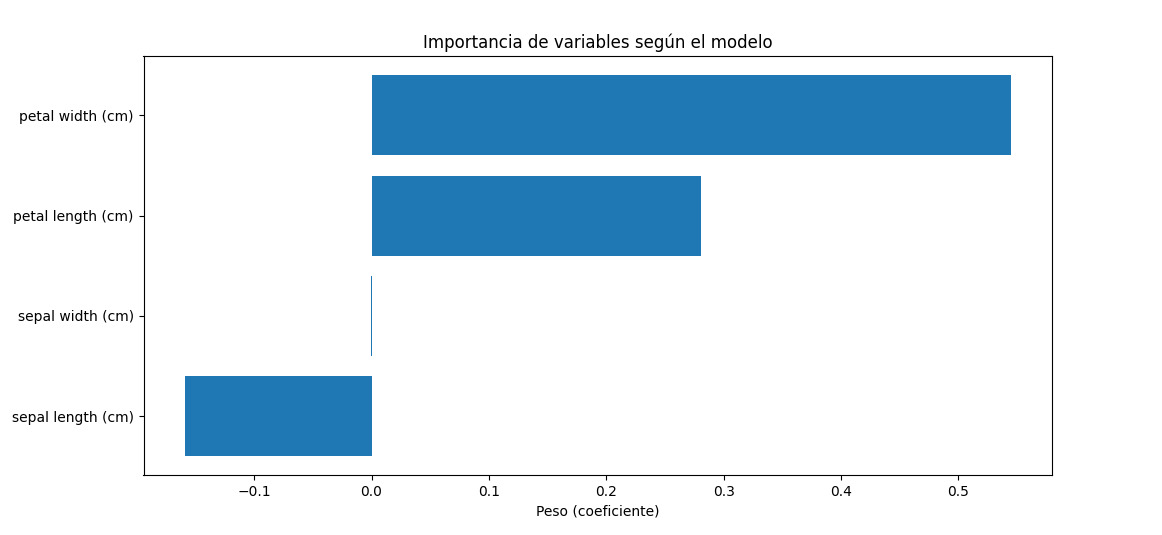 Importancia de variables según el modelo
petal width (cm)
petal length (cm)
sepal width (cm)
sepal length (cm)
−0.1 0.0 0.1 0.2 0.3 0.4 0.5
Peso (coeficiente)